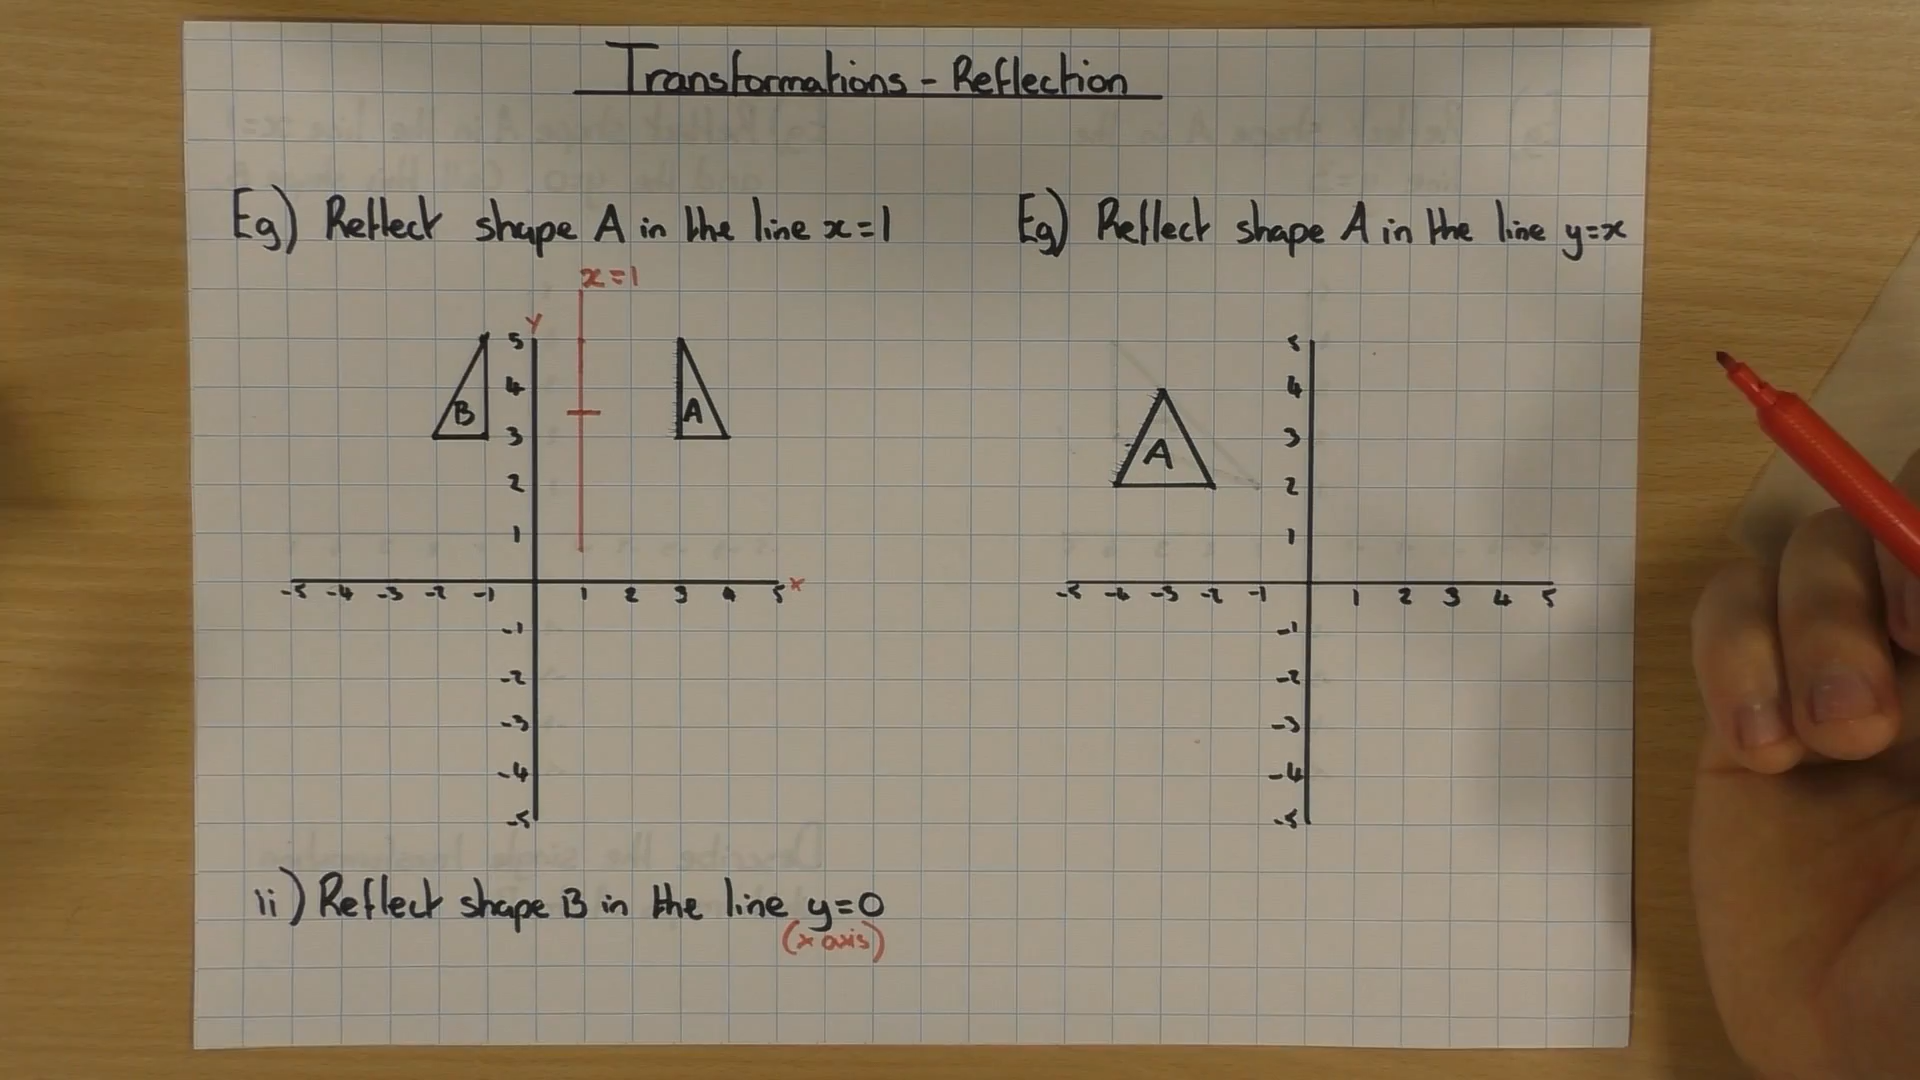 Transformations - Reflection
Eg) Reflect shape A in the line x=1
x=1
y
5
4
3
2
1
B
A
-5 -4 -3 -2 -1 1 2 3 4 5 x
-1
-2
-3
-4
-5
ii) Reflect shape B in the line y=0
(x axis)
Eg) Reflect shape A in the line y=x
5
4
3
2
1
A
-5 -4 -3 -2 -1 1 2 3 4 5
-1
-2
-3
-4
-5